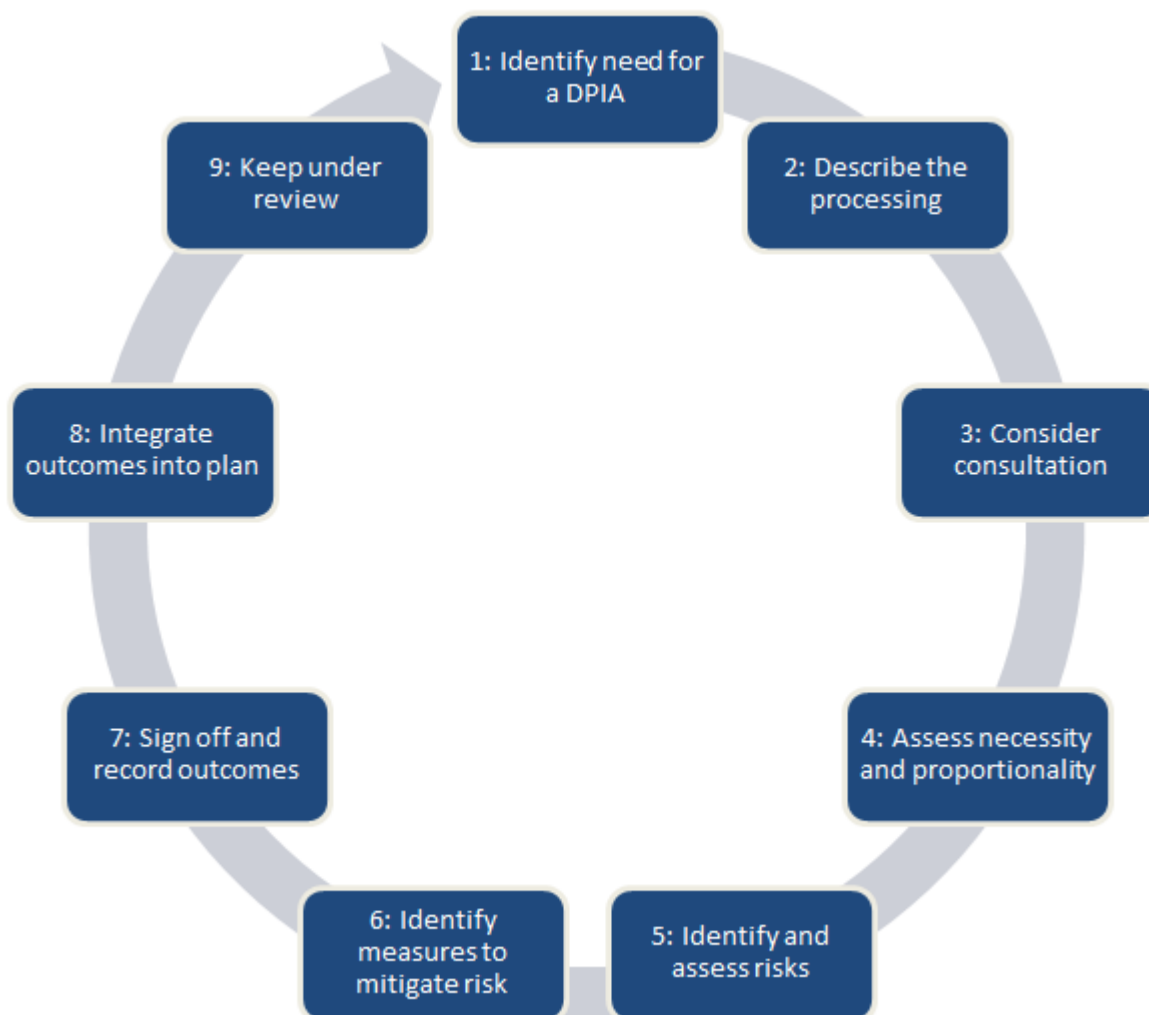 1: Identify need for
a DPIA
2: Describe the
processing
3: Consider
consultation
4: Assess necessity
and proportionality
5: Identify and
assess risks
6: Identify
measures to
mitigate risk
7: Sign off and
record outcomes
8: Integrate
outcomes into plan
9: Keep under
review